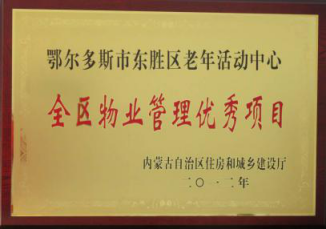 鄂尔多斯市东胜区老年活动中心
全区物业管理优秀项目
内蒙古自治区住房和城乡建设厅
二〇一二年